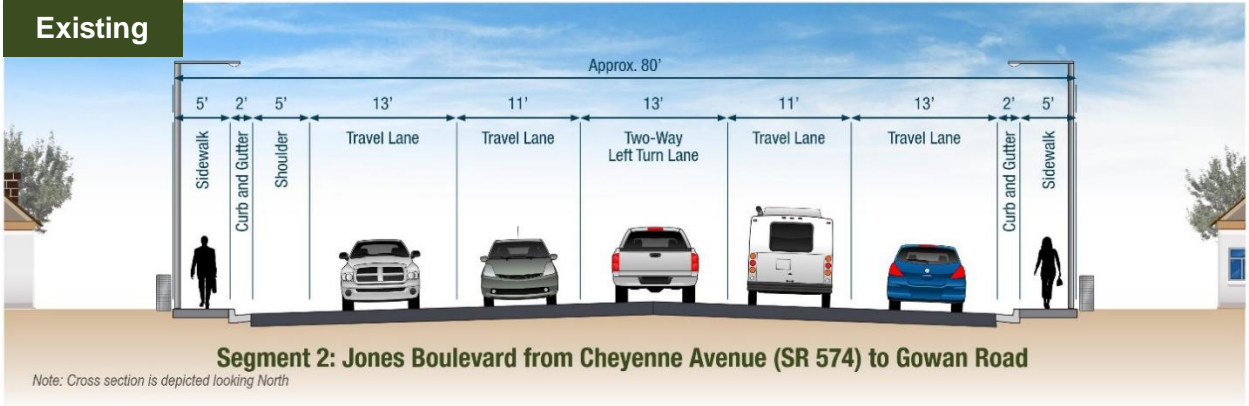 Existing
Approx. 80'
5' 2' 5' 13' 11' 13' 11' 13' 2' 5'
Sidewalk
Curb and Gutter
Shoulder
Travel Lane
Travel Lane
Two-Way
Left Turn Lane
Travel Lane
Travel Lane
Curb and Gutter
Sidewalk
Segment 2: Jones Boulevard from Cheyenne Avenue (SR 574) to Gowan Road
Note: Cross section is depicted looking North